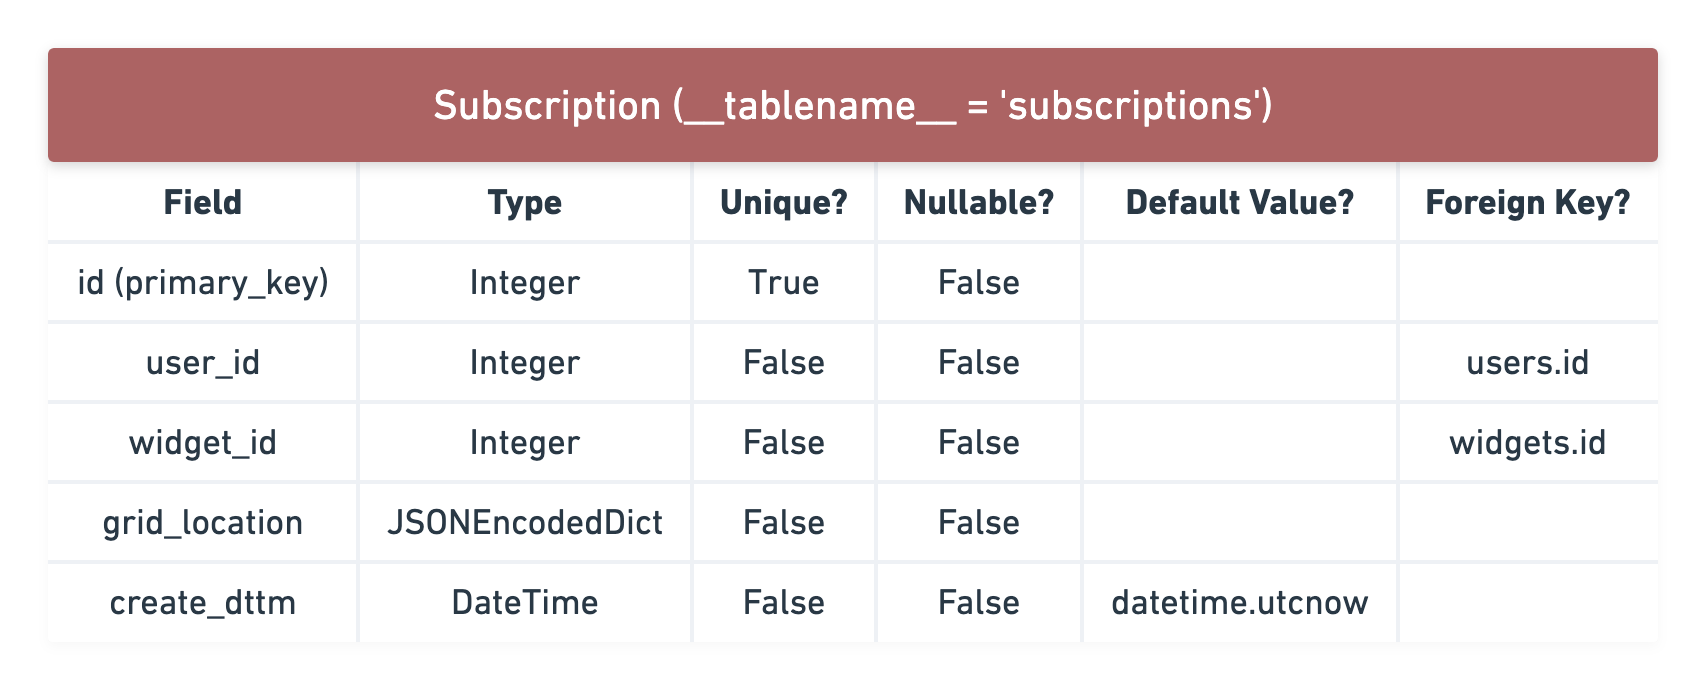 Subscription (__tablename__ = 'subscriptions')
Field Type Unique? Nullable? Default Value? Foreign Key?
id (primary_key) Integer True False
user_id Integer False False users.id
widget_id Integer False False widgets.id
grid_location JSONEncodedDict False False
create_dttm DateTime False False datetime.utcnow